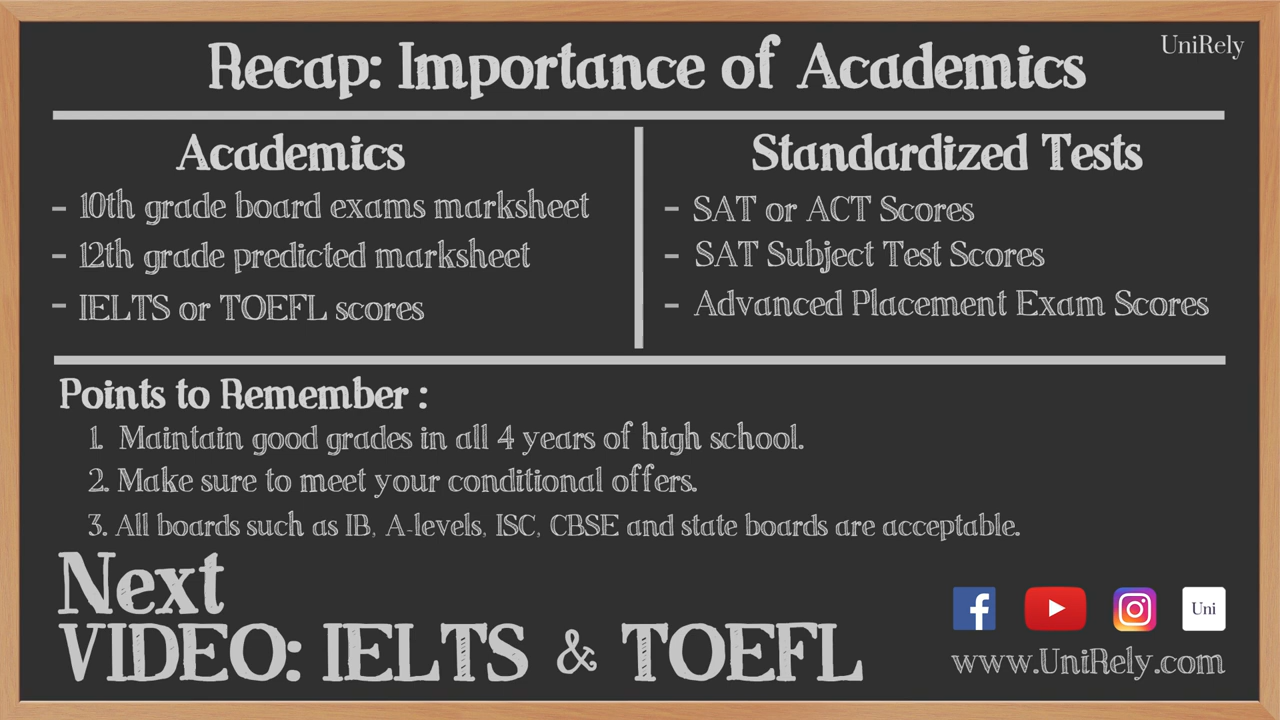 UniRely
Recap: Importance of Academics
Academics
- 10th grade board exams marksheet
- 12th grade predicted marksheet
- IELTS or TOEFL scores
Standardized Tests
- SAT or ACT Scores
- SAT Subject Test Scores
- Advanced Placement Exam Scores
Points to Remember :
1. Maintain good grades in all 4 years of high school.
2. Make sure to meet your conditional offers.
3. All boards such as IB, A-levels, ISC, CBSE and state boards are acceptable.
Next
VIDEO: IELTS & TOEFL
Uni
www.UniRely.com